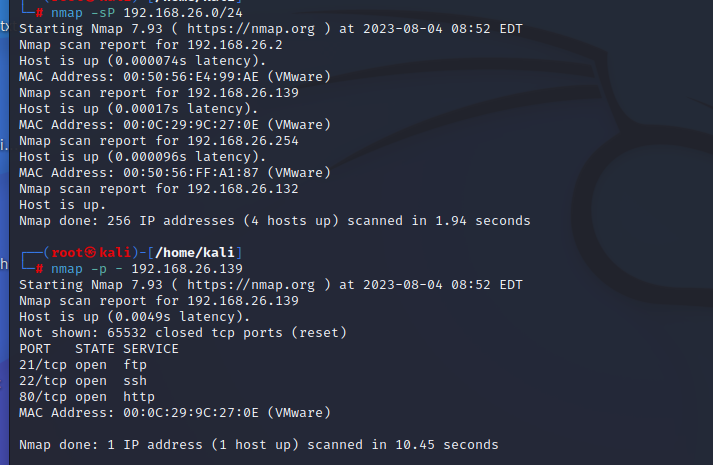 (root㉿kali)-[/home/kali]
└─# nmap -sP 192.168.26.0/24
Starting Nmap 7.93 ( https://nmap.org ) at 2023-08-04 08:52 EDT
Nmap scan report for 192.168.26.2
Host is up (0.000074s latency).
MAC Address: 00:50:56:E4:99:AE (VMware)
Nmap scan report for 192.168.26.139
Host is up (0.00017s latency).
MAC Address: 00:0C:29:9C:27:0E (VMware)
Nmap scan report for 192.168.26.254
Host is up (0.000096s latency).
MAC Address: 00:50:56:FF:A1:87 (VMware)
Nmap scan report for 192.168.26.132
Host is up.
Nmap done: 256 IP addresses (4 hosts up) scanned in 1.94 seconds
┌──(root㉿kali)-[/home/kali]
└─# nmap -p - 192.168.26.139
Starting Nmap 7.93 ( https://nmap.org ) at 2023-08-04 08:52 EDT
Nmap scan report for 192.168.26.139
Host is up (0.0049s latency).
Not shown: 65532 closed tcp ports (reset)
PORT   STATE SERVICE
21/tcp open  ftp
22/tcp open  ssh
80/tcp open  http
MAC Address: 00:0C:29:9C:27:0E (VMware)
Nmap done: 1 IP address (1 host up) scanned in 10.45 seconds